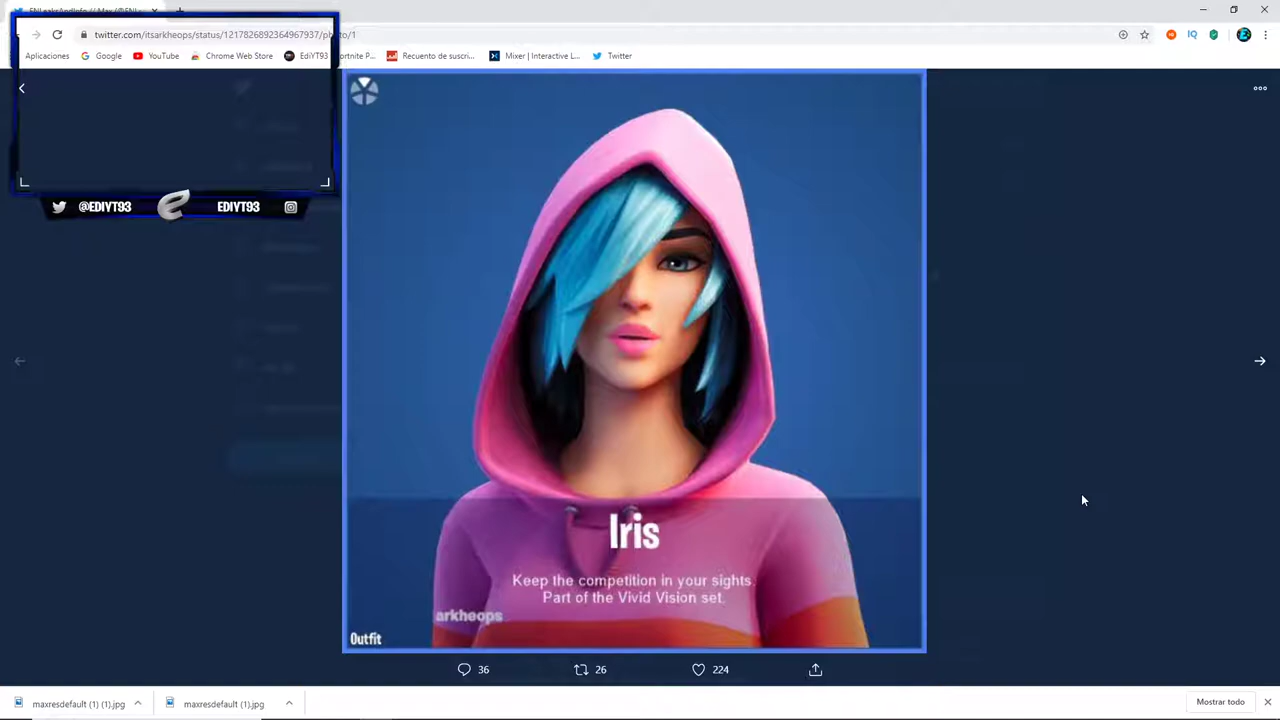 twitter.com/itsarkheops/status/1217826892364967937/photo/1
Aplicaciones Google YouTube Chrome Web Store EdiYT93 Recuento de suscri... Mixer | Interactive L... Twitter
@EDIYT93 EDIYT93
Iris
Keep the competition in your sights.
Part of the Vivid Vision set.
arkheops
Outfit
36 26 224
maxresdefault (1) (1).jpg maxresdefault (1).jpg Mostrar todo